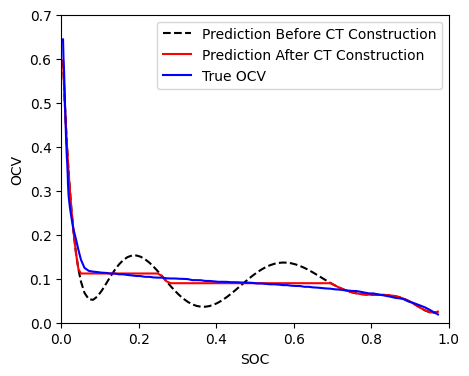 0.7
0.6
0.5
0.4
0.3
0.2
0.1
0.0
OCV
Prediction Before CT Construction
Prediction After CT Construction
True OCV
0.0 0.2 0.4 0.6 0.8 1.0
SOC